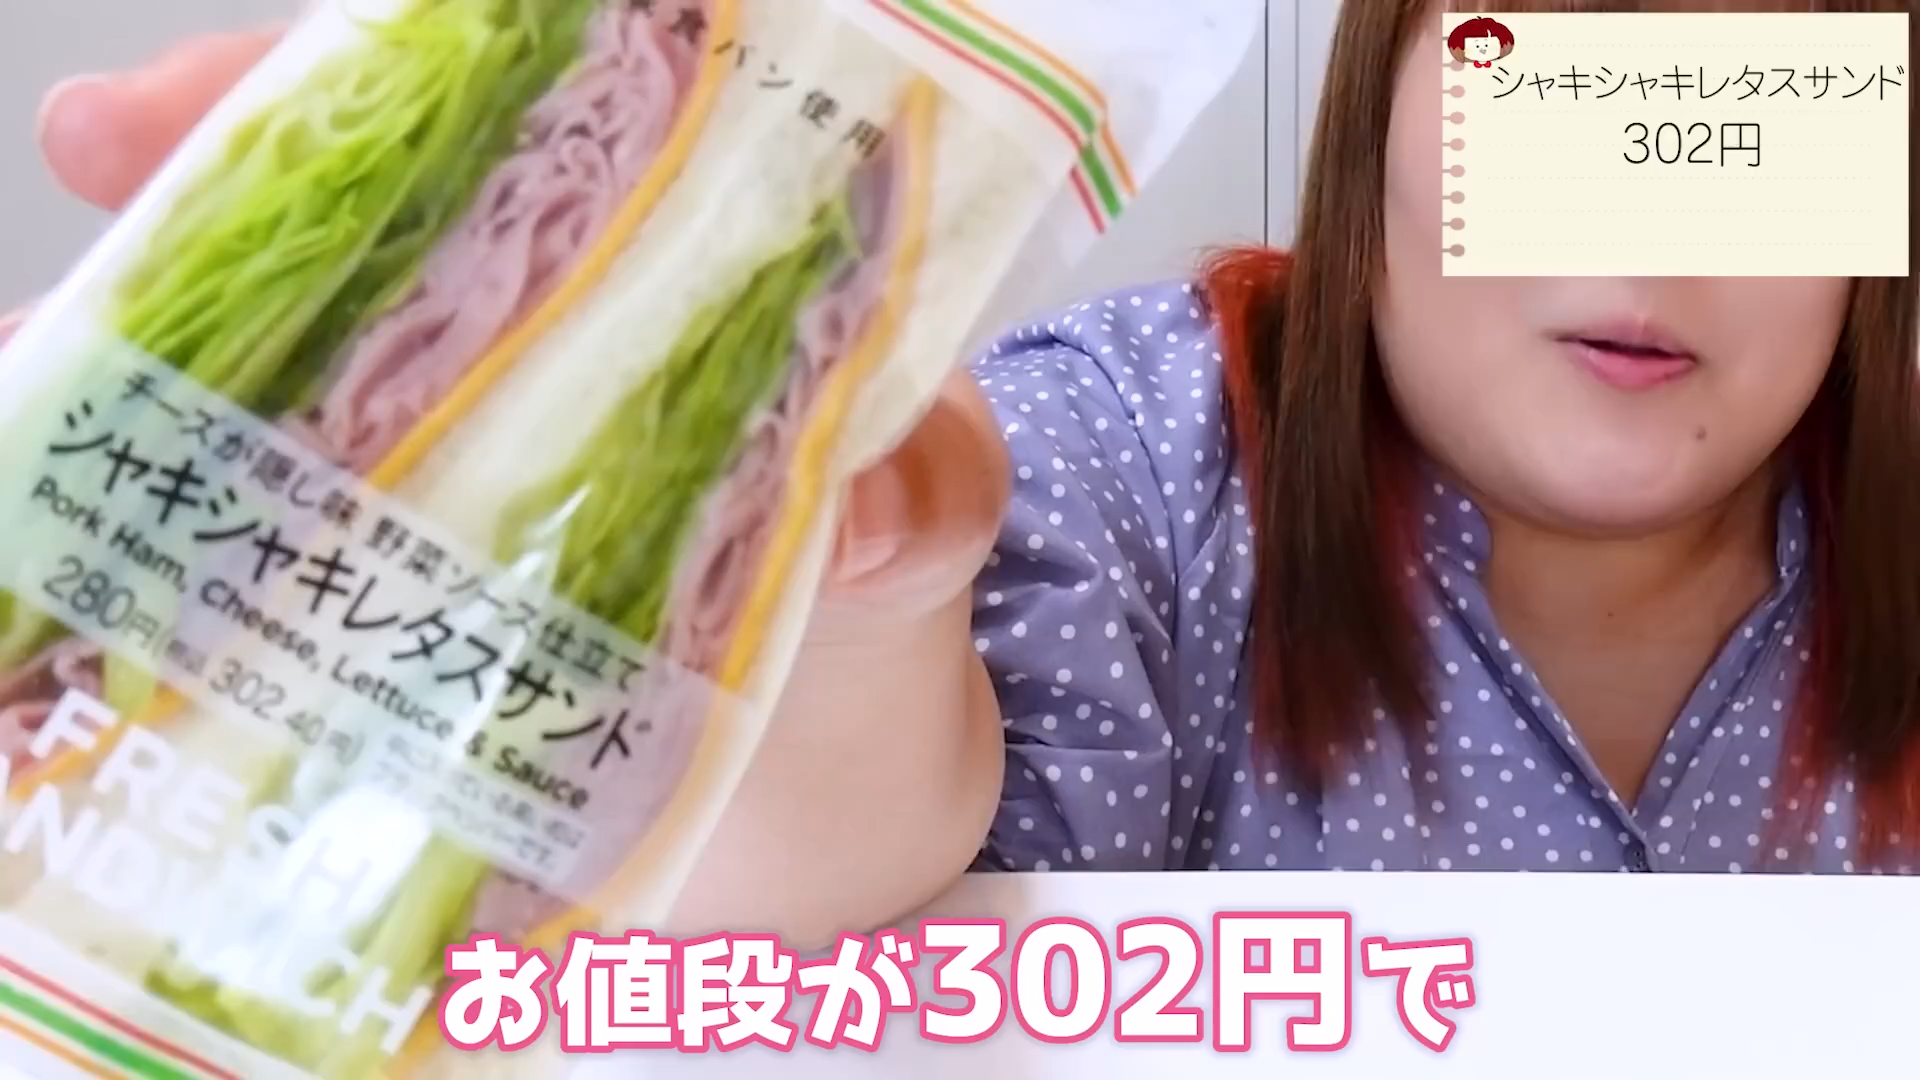 シャキシャキレタスサンド
302円
食パン使用
チーズが隠し味 野菜ソース仕立て
シャキシャキレタスサンド
Pork Ham, Cheese, Lettuce & Sauce
280円(税込 302.40円)
FRESH
SANDWICH
お値段が302円で